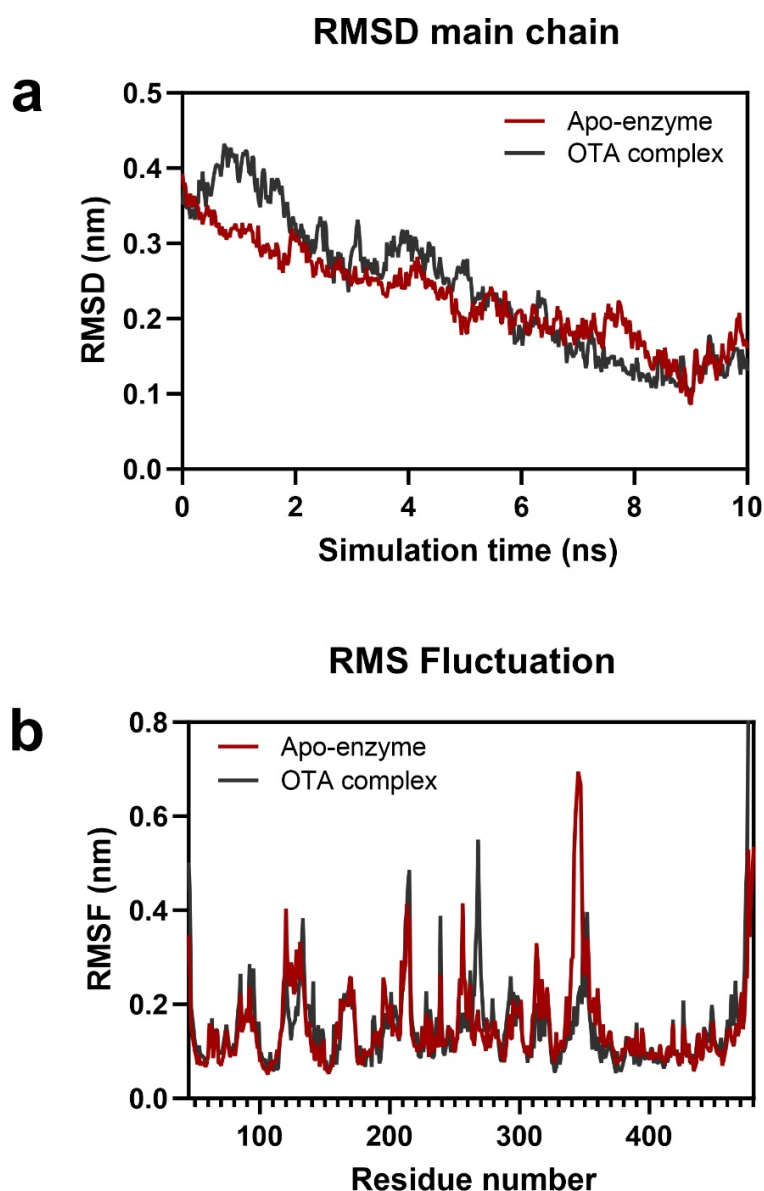 RMSD main chain
a
0.5
Apo-enzyme
OTA complex
0.4
0.3
RMSD (nm)
0.2
0.1
0.0
0 2 4 6 8 10
Simulation time (ns)
RMS Fluctuation
b
0.8
Apo-enzyme
OTA complex
0.6
RMSF (nm)
0.4
0.2
0.0
100 200 300 400
Residue number